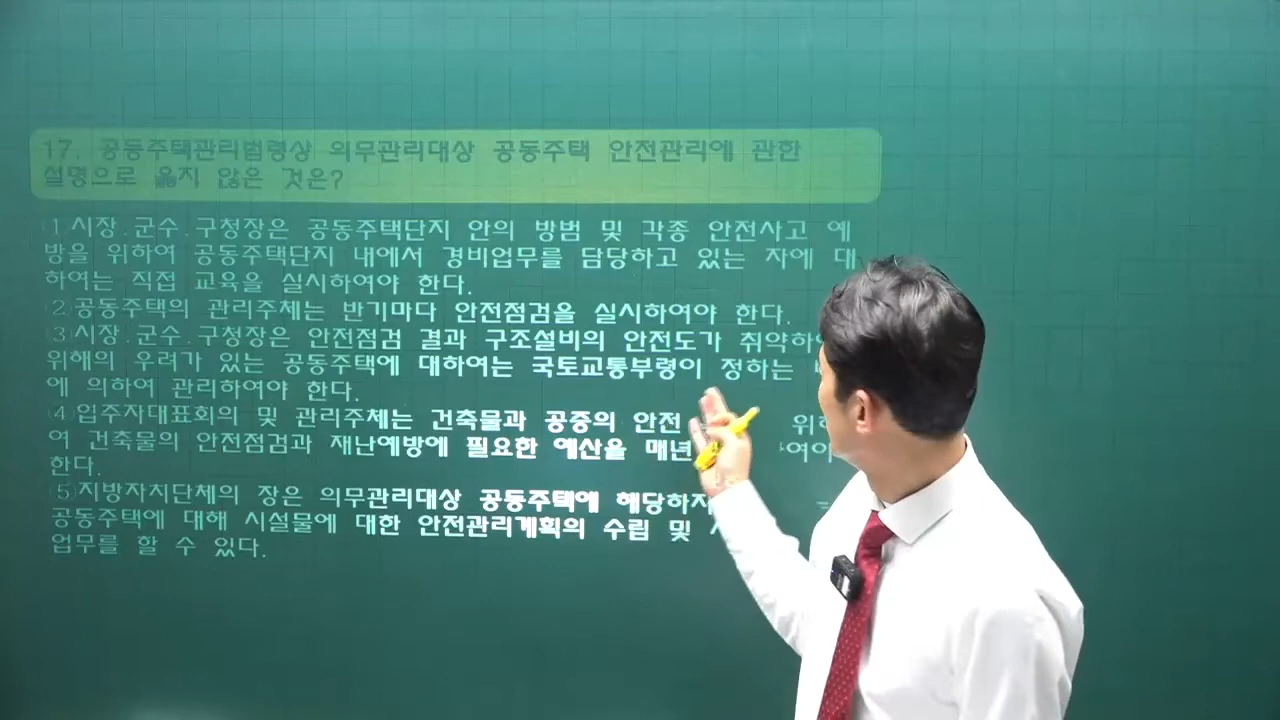 17. 공동주택관리법령상 의무관리대상 공동주택 안전관리에 관한
설명으로 옳지 않은 것은?
①시장.군수.구청장은 공동주택단지 안의 방범 및 각종 안전사고 예
방을 위하여 공동주택단지 내에서 경비업무를 담당하고 있는 자에 대
하여는 직접 교육을 실시하여야 한다.
②공동주택의 관리주체는 반기마다 안전점검을 실시하여야 한다.
③시장.군수.구청장은 안전점검 결과 구조설비의 안전도가
위해의 우려가 있는 공동주택에 대하여는 국토교통부령이 정하는
에 의하여 관리하여야 한다.
④입주자대표회의 및 관리주체는 건축물과 공중의 안전
여 건축물의 안전점검과 재난예방에 필요한 예산을 매년
한다.
⑤지방자치단체의 장은 의무관리대상 공동주택에
공동주택에 대해 시설물에 대한 안전관리계획의 수립 및
업무를 할 수 있다.